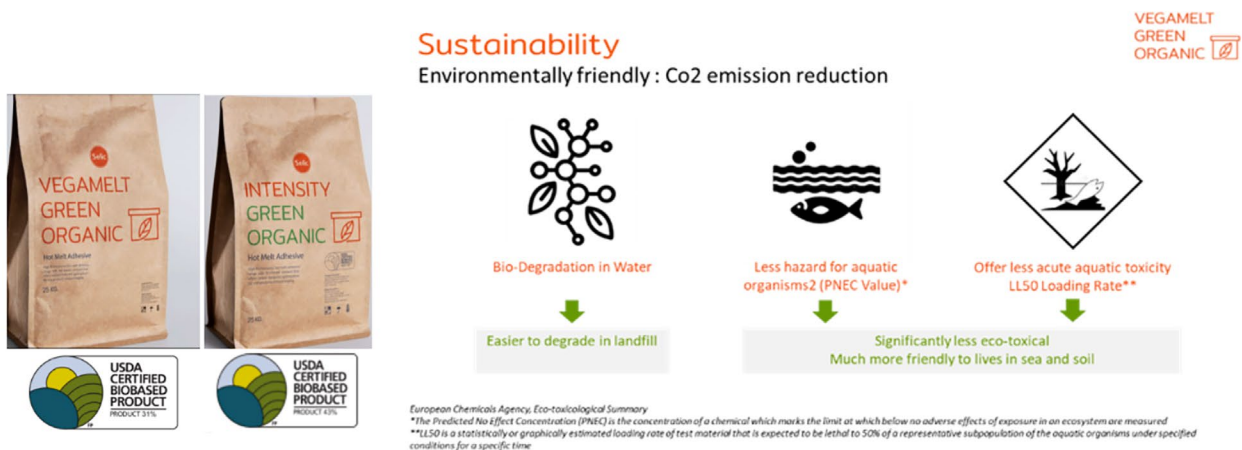 Sustainability
Environmentally friendly : Co2 emission reduction
VEGAMELT
GREEN
ORGANIC
Selic
VEGAMELT
GREEN
ORGANIC
Hot Melt Adhesive
25 KG.
Selic
INTENSITY
GREEN
ORGANIC
Hot Melt Adhesive
25 KG.
USDA
CERTIFIED
BIOBASED
PRODUCT
PRODUCT 31%
USDA
CERTIFIED
BIOBASED
PRODUCT
PRODUCT 43%
Bio-Degradation in Water
Easier to degrade in landfill
Less hazard for aquatic
organisms2 (PNEC Value)*
Offer less acute aquatic toxicity
LL50 Loading Rate**
Significantly less eco-toxical
Much more friendly to lives in sea and soil
European Chemicals Agency, Eco-toxicological Summary
*The Predicted No Effect Concentration (PNEC) is the concentration of a chemical which marks the limit at which below no adverse effects of exposure in an ecosystem are measured
**LL50 is a statistically or graphically estimated loading rate of test material that is expected to be lethal to 50% of a representative subpopulation of the aquatic organisms under specified
conditions for a specific time